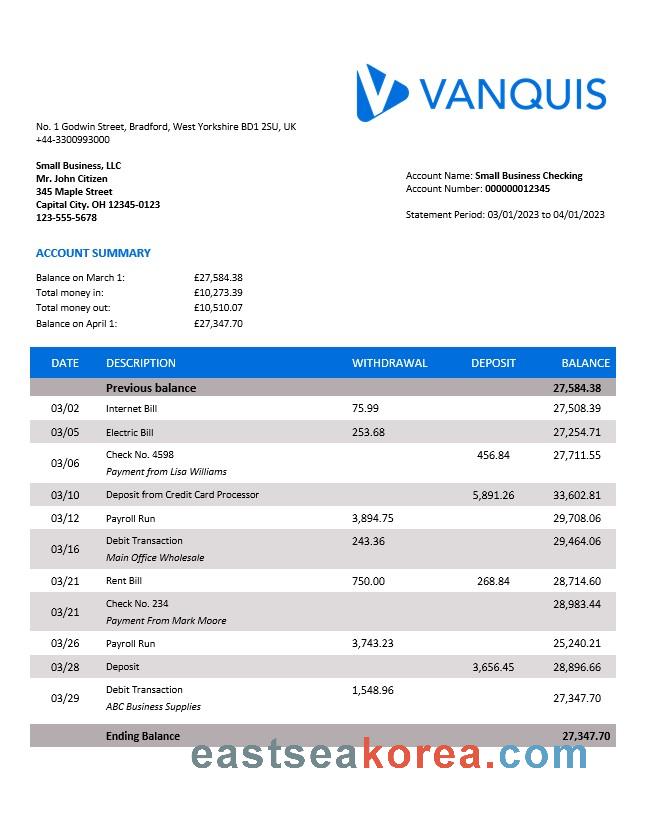 VANQUIS
No. 1 Godwin Street, Bradford, West Yorkshire BD1 2SU, UK
+44-3300993000
Small Business, LLC
Mr. John Citizen
345 Maple Street
Capital City. OH 12345-0123
123-555-5678
Account Name: Small Business Checking
Account Number: 000000012345
Statement Period: 03/01/2023 to 04/01/2023
ACCOUNT SUMMARY
Balance on March 1: £27,584.38
Total money in: £10,273.39
Total money out: £10,510.07
Balance on April 1: £27,347.70
DATE DESCRIPTION WITHDRAWAL DEPOSIT BALANCE
Previous balance 27,584.38
03/02 Internet Bill 75.99 27,508.39
03/05 Electric Bill 253.68 27,254.71
03/06 Check No. 4598 456.84 27,711.55
Payment from Lisa Williams
03/10 Deposit from Credit Card Processor 5,891.26 33,602.81
03/12 Payroll Run 3,894.75 29,708.06
03/16 Debit Transaction 243.36 29,464.06
Main Office Wholesale
03/21 Rent Bill 750.00 268.84 28,714.60
03/21 Check No. 234 28,983.44
Payment From Mark Moore
03/26 Payroll Run 3,743.23 25,240.21
03/28 Deposit 3,656.45 28,896.66
03/29 Debit Transaction 1,548.96 27,347.70
ABC Business Supplies
Ending Balance 27,347.70
eastseakorea.com